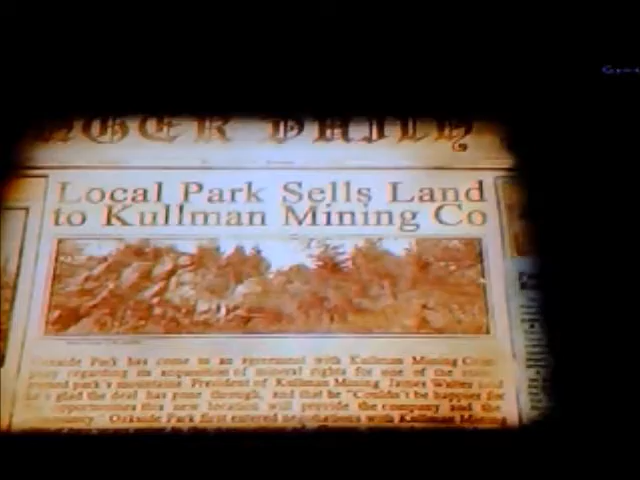 DAILY
Local Park Sells Land
to Kullman Mining Co
Park has come to an agreement with Kullman Mining
regarding its acquisition of mineral rights for one of the
park's mountains. President of Kullman Mining, James Walter
glad the deal has gone through, and that he "Couldn't be happier for
opportunities this new location will provide the company and the
Oakside Park first entered negotiations with Kullman Mining